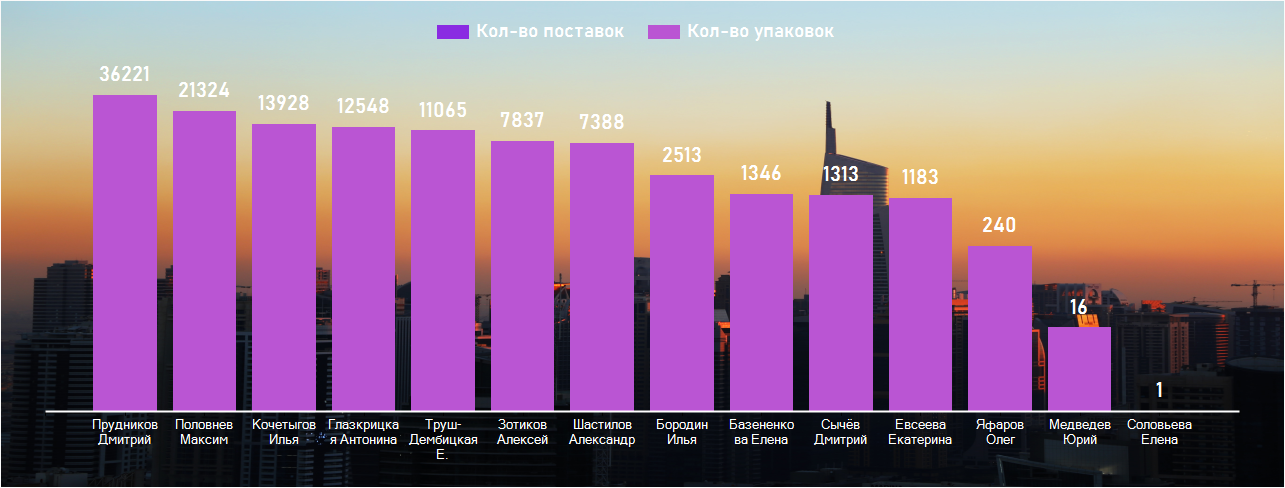 Кол-во поставок Кол-во упаковок
36221 21324 13928 12548 11065 7837 7388 2513 1346 1313 1183 240 16 1
Прудников
Дмитрий
Половнев
Максим
Кочетыгов
Илья
Глазкрицка
я Антонина
Труш-
Дембицкая
Е.
Зотиков
Алексей
Шастилов
Александр
Бородин
Илья
Базененко
ва Елена
Сычёв
Дмитрий
Евсеева
Екатерина
Яфаров
Олег
Медведев
Юрий
Соловьева
Елена